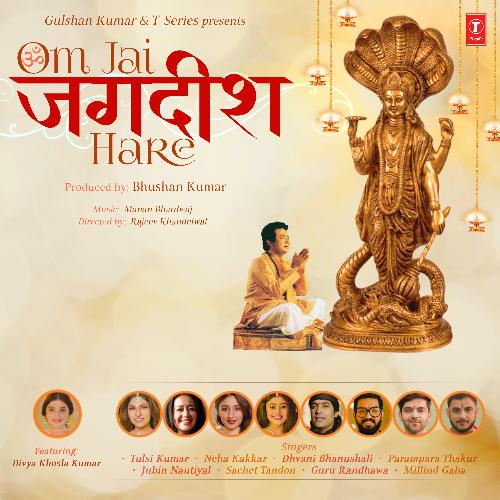 Gulshan Kumar & T Series presents
T-Series
ॐ Om Jai
जगदीश
Hare
Produced by: Bhushan Kumar
Music: Manan Bhardwaj
Directed by: Rajeev Khandelwal
Featuring:
Divya Khosla Kumar
Singers
· Tulsi Kumar · Neha Kakkar · Dhvani Bhanushali · Parampara Thakur
· Jubin Nautiyal · Sachet Tandon · Guru Randhawa · Millind Gaba